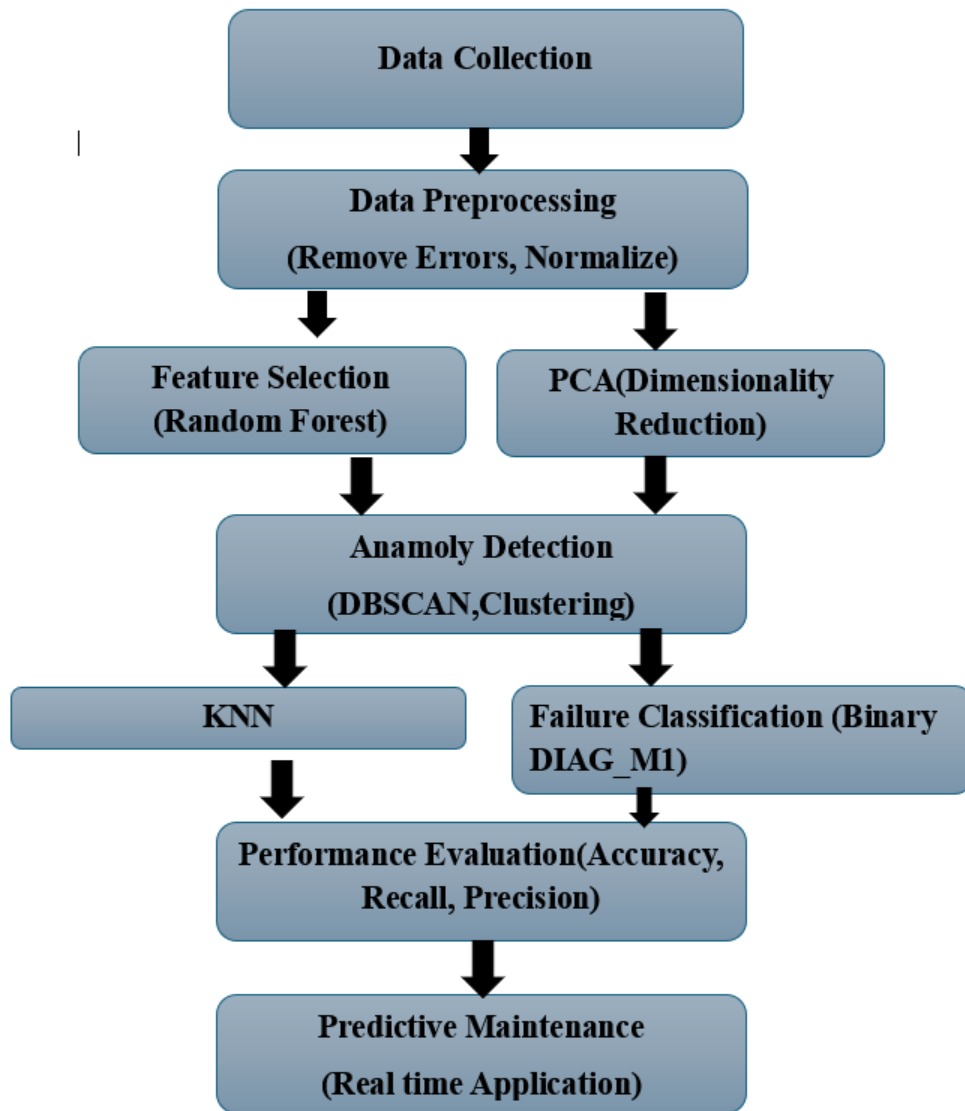 Data Collection
Data Preprocessing
(Remove Errors, Normalize)
Feature Selection
(Random Forest)
PCA(Dimensionality
Reduction)
Anamoly Detection
(DBSCAN,Clustering)
KNN
Failure Classification (Binary
DIAG_M1)
Performance Evaluation(Accuracy,
Recall, Precision)
Predictive Maintenance
(Real time Application)